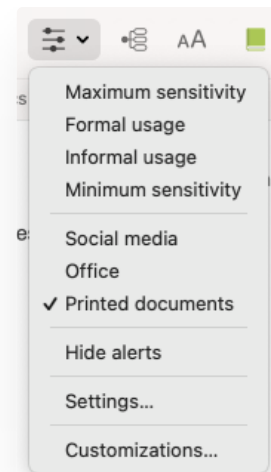 AA
s
Maximum sensitivity
Formal usage
Informal usage
Minimum sensitivity
e
Social media
Office
✓ Printed documents
Hide alerts
Settings...
Customizations...